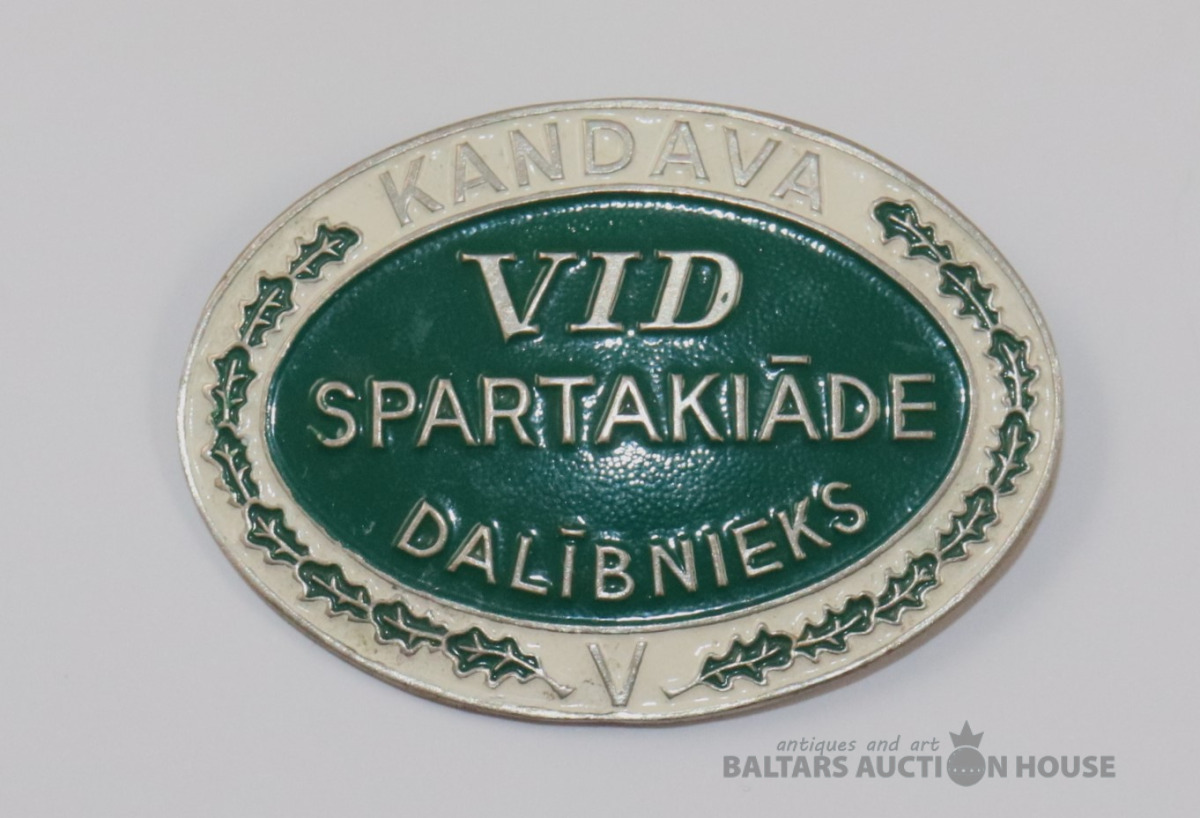 KANDAVA
VID
SPARTAKIĀDE
DALĪBNIEKS
V
antiques and art
BALTARS AUCTION HOUSE